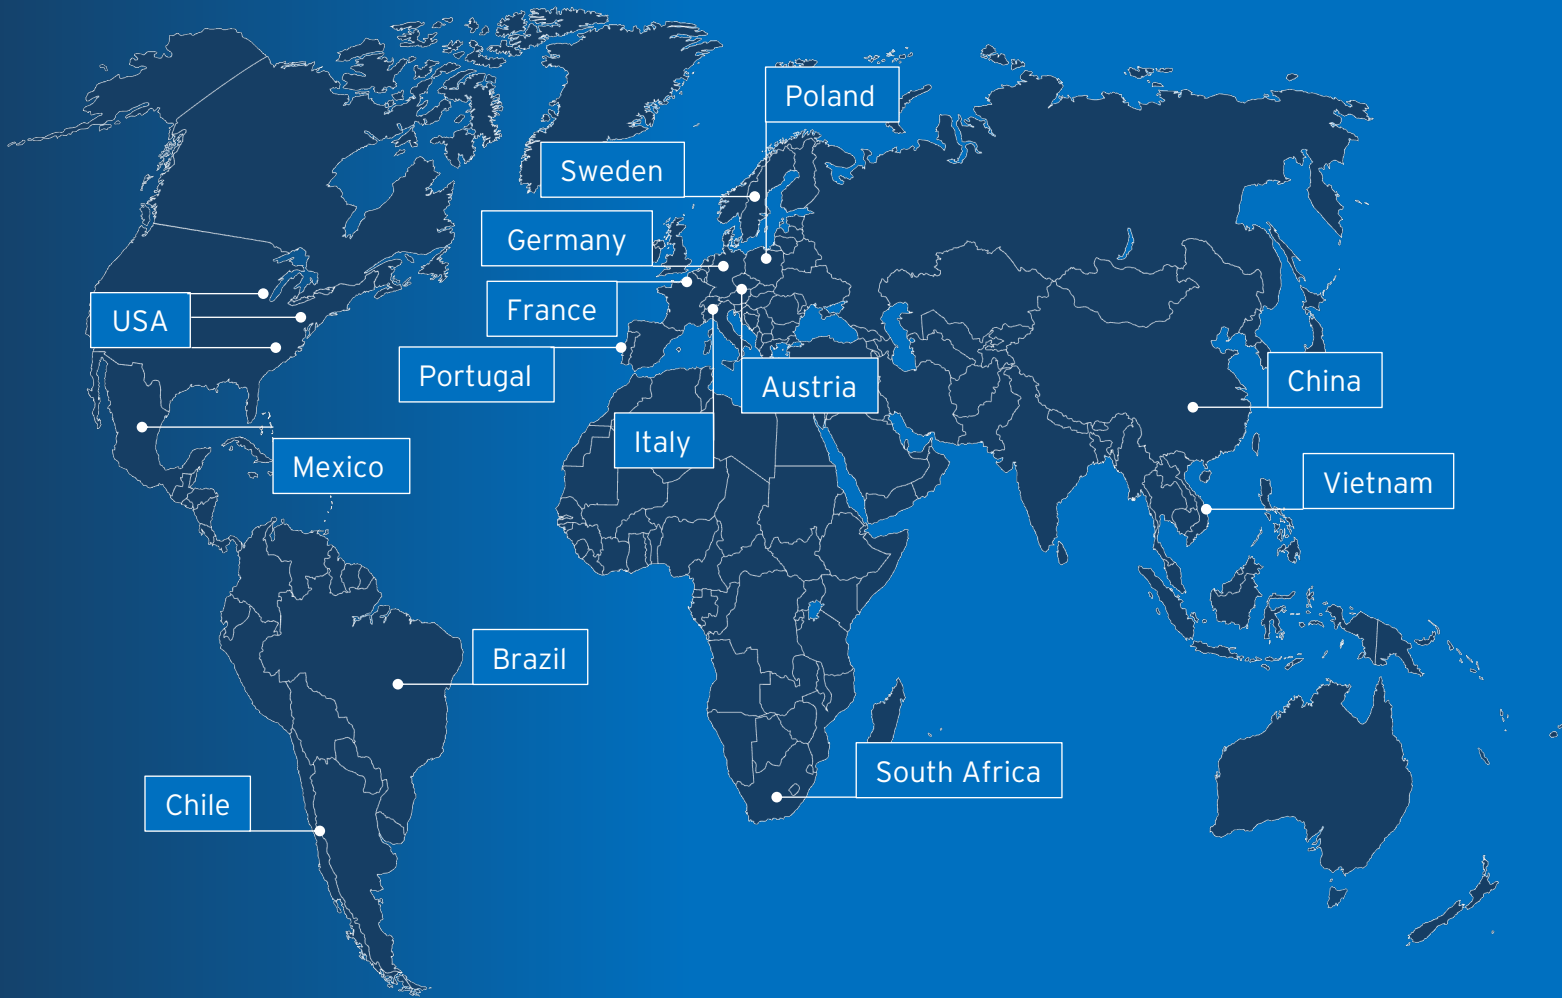 Poland
Sweden
Germany
France
USA
Portugal
Austria
China
Italy
Mexico
Vietnam
Brazil
South Africa
Chile